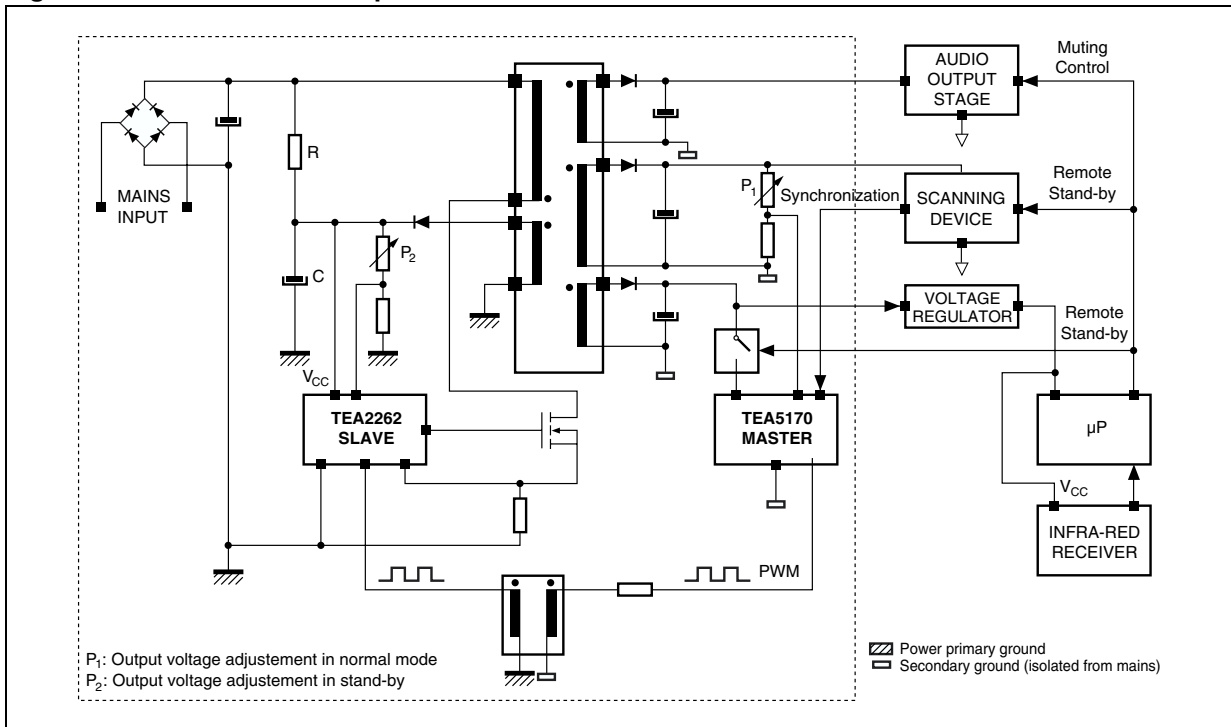 AUDIO
OUTPUT
STAGE
Muting
Control
R
MAINS
INPUT
P1
Synchronization
SCANNING
DEVICE
Remote
Stand-by
P2
C
VOLTAGE
REGULATOR
Remote
Stand-by
VCC
TEA2262
SLAVE
TEA5170
MASTER
µP
VCC
INFRA-RED
RECEIVER
PWM
P1: Output voltage adjustement in normal mode
P2: Output voltage adjustement in stand-by
Power primary ground
Secondary ground (isolated from mains)